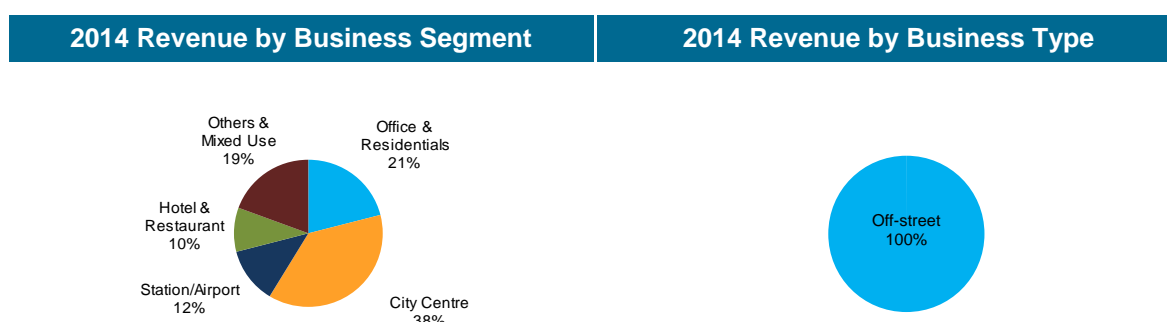 2014 Revenue by Business Segment
2014 Revenue by Business Type
Others &
Mixed Use
19%
Office &
Residentials
21%
Hotel &
Restaurant
10%
Station/Airport
12%
City Centre
38%
Off-street
100%